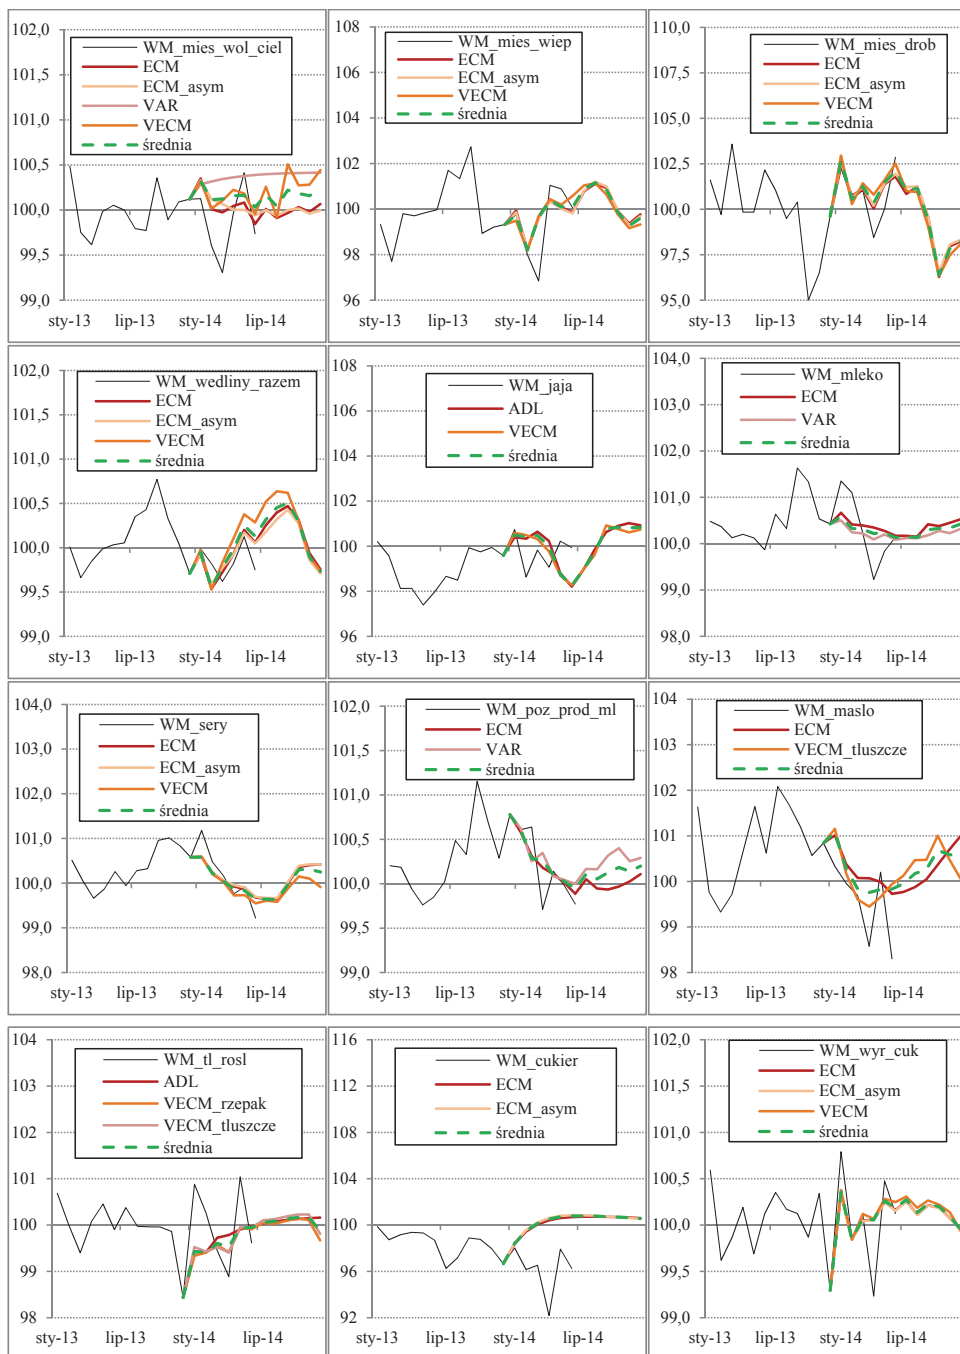 102,0
101,5
101,0
100,5
100,0
99,5
99,0
WM_mies_wol_ciel
ECM
ECM_asym
VAR
VECM
średnia
sty-13
lip-13
sty-14
lip-14
108
106
104
102
100
98
96
WM_mies_wiep
ECM
ECM_asym
VECM
średnia
sty-13
lip-13
sty-14
lip-14
110,0
107,5
105,0
102,5
100,0
97,5
95,0
WM_mies_drob
ECM
ECM_asym
VECM
średnia
sty-13
lip-13
sty-14
lip-14
102,0
101,5
101,0
100,5
100,0
99,5
99,0
WM_wedliny_razem
ECM
ECM_asym
VECM
średnia
sty-13
lip-13
sty-14
lip-14
108
106
104
102
100
98
96
WM_jaja
ADL
VECM
średnia
sty-13
lip-13
sty-14
lip-14
104,0
103,0
102,0
101,0
100,0
99,0
98,0
WM_mleko
ECM
VAR
średnia
sty-13
lip-13
sty-14
lip-14
104,0
103,0
102,0
101,0
100,0
99,0
98,0
WM_sery
ECM
ECM_asym
VECM
średnia
sty-13
lip-13
sty-14
lip-14
102,0
101,5
101,0
100,5
100,0
99,5
99,0
WM_poz_prod_ml
ECM
VAR
średnia
sty-13
lip-13
sty-14
lip-14
104
103
102
101
100
99
98
WM_maslo
ECM
VECM_tluszcze
średnia
sty-13
lip-13
sty-14
lip-14
104
103
102
101
100
99
98
WM_tl_rosl
ADL
VECM_rzepak
VECM_tluszcze
średnia
sty-13
lip-13
sty-14
lip-14
116
112
108
104
100
96
92
WM_cukier
ECM
ECM_asym
średnia
sty-13
lip-13
sty-14
lip-14
102,0
101,5
101,0
100,5
100,0
99,5
99,0
WM_wyr_cuk
ECM
ECM_asym
VECM
średnia
sty-13
lip-13
sty-14
lip-14